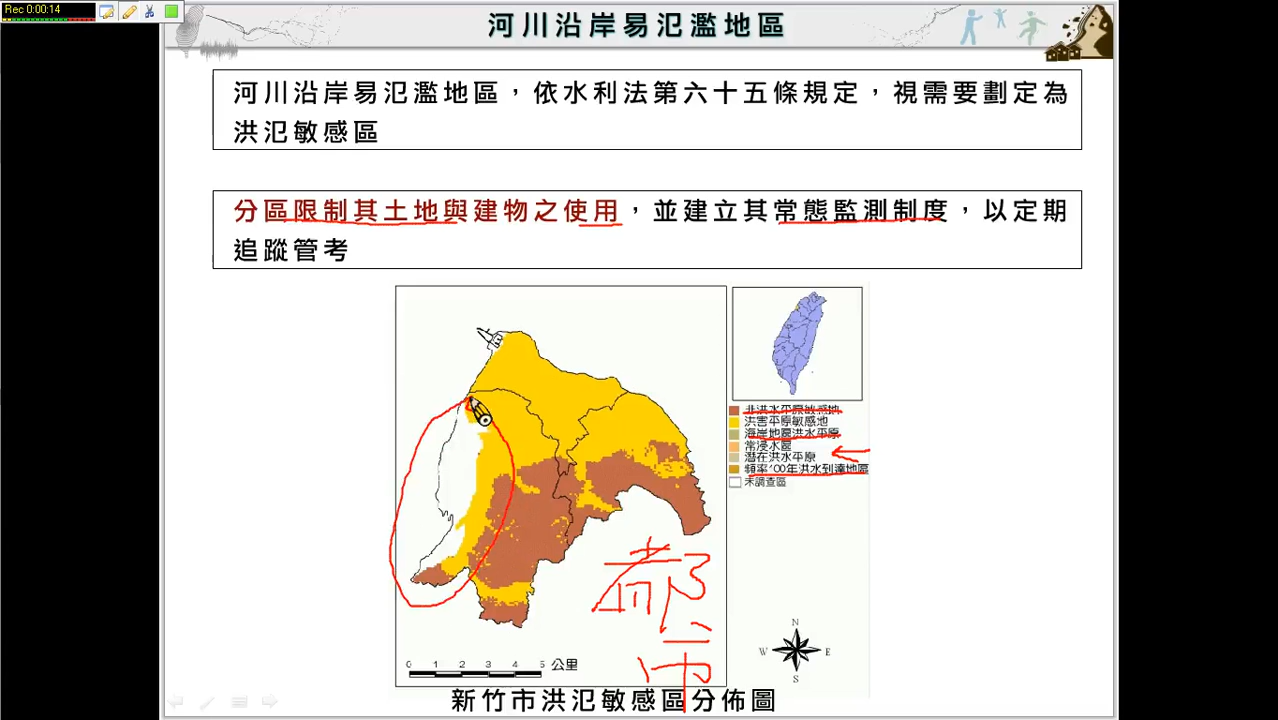 Rec 0:00:14
河川沿岸易氾濫地區
河川沿岸易氾濫地區，依水利法第六十五條規定，視需要劃定為
洪氾敏感區
分區限制其土地與建物之使用，並建立其常態監測制度，以定期
追蹤管考
非洪水平原敏感地
洪害平原敏感地
海岸地區洪水平原
常浸水區
潛在洪水平原
頻率100年洪水到達地區
未調查區
都
市
N
W E
S
0 1 2 3 4 5 公里
新竹市洪氾敏感區分佈圖